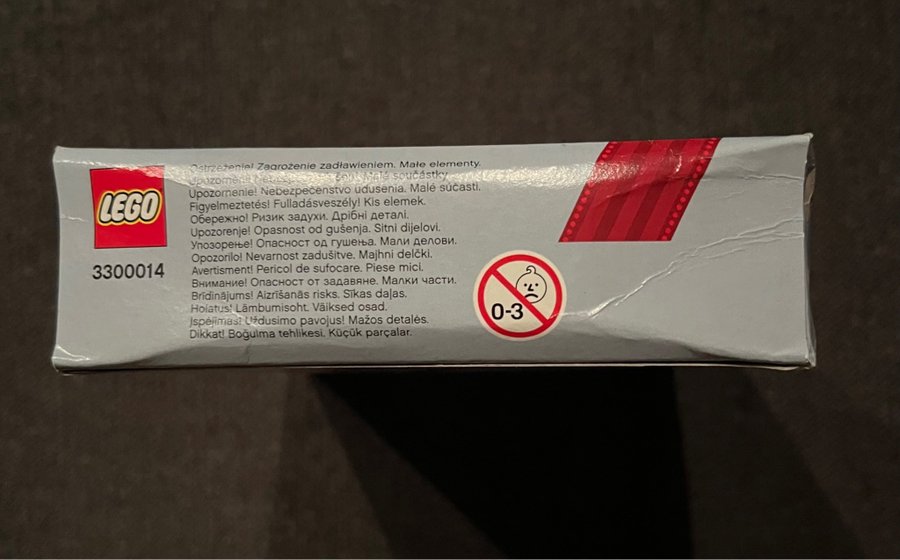 LEGO
3300014
Ostrzeżenie! Zagrożenie zadławieniem. Małe elementy.
Upozornění! Malé součástky.
Upozornenie! Nebezpečenstvo udusenia. Malé súčasti.
Figyelmeztetés! Fulladásveszély! Kis elemek.
Обережно! Ризик задухи. Дрібні деталі.
Upozorenje! Opasnost od gušenja. Sitni dijelovi.
Упозорење! Опасност од гушења. Мали делови.
Opozorilo! Nevarnost zadušitve. Majhni delčki.
Avertisment! Pericol de sufocare. Piese mici.
Внимание! Опасност от задавяне. Малки части.
Brīdinājums! Aizrīšanās risks. Sīkas daļas.
Hoiatus! Lämbumisoht. Väiksed osad.
Įspėjimas! Uždusimo pavojus! Mažos detalės.
Dikkat! Boğulma tehlikesi. Küçük parçalar.
0-3